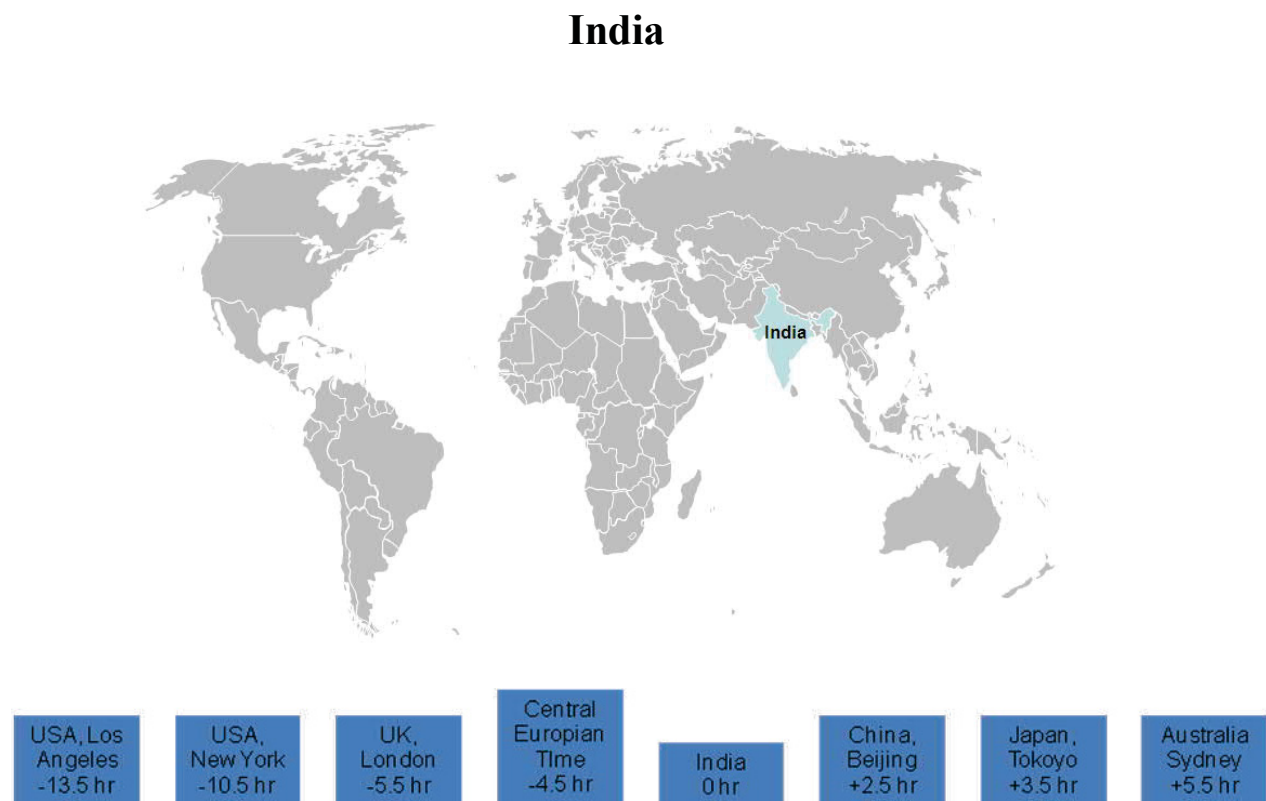 India
India
USA, Los
Angeles
-13.5 hr
USA,
New York
-10.5 hr
UK,
London
-5.5 hr
Central
Europian
TIme
-4.5 hr
India
0 hr
China,
Beijing
+2.5 hr
Japan,
Tokoyo
+3.5 hr
Australia
Sydney
+5.5 hr